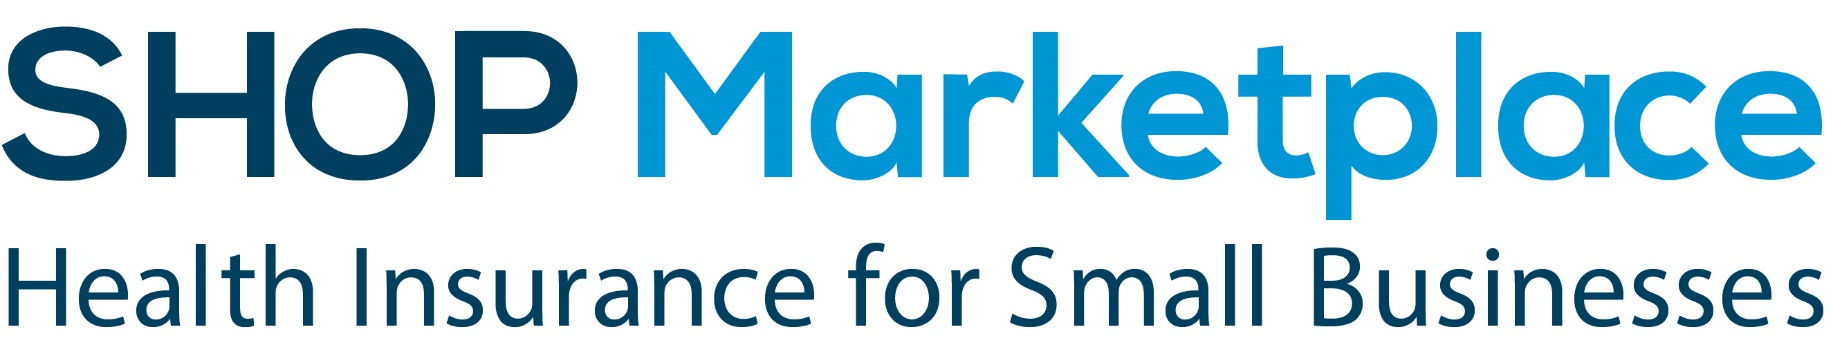 SHOP Marketplace
Health Insurance for Small Businesses